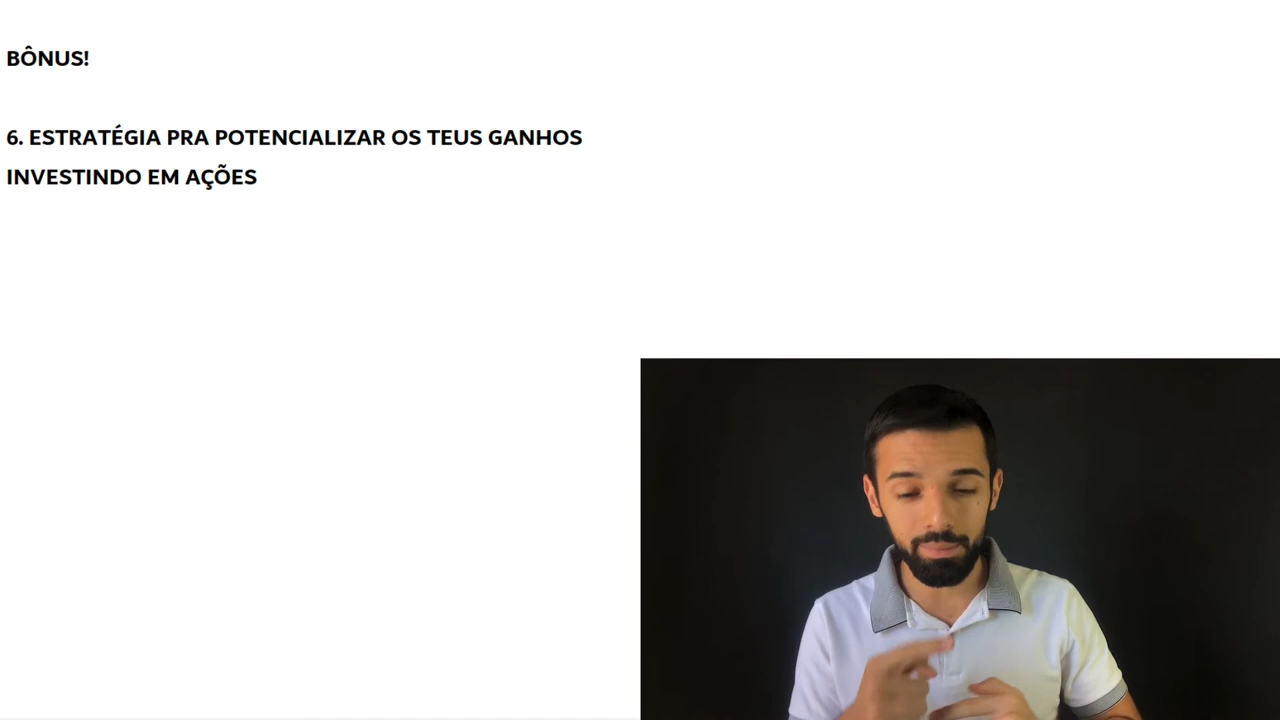 BÔNUS!
6. ESTRATÉGIA PRA POTENCIALIZAR OS TEUS GANHOS
INVESTINDO EM AÇÕES